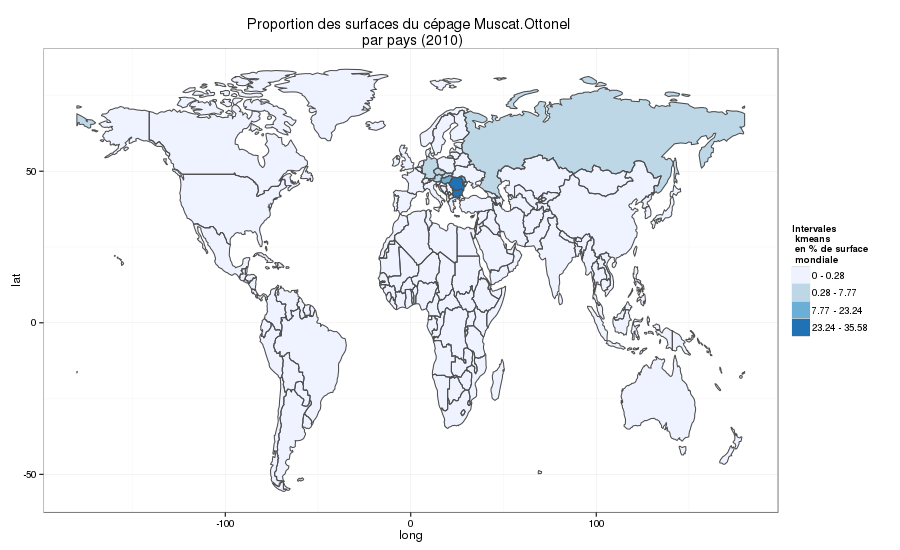 Proportion des surfaces du cépage Muscat.Ottonel
par pays (2010)
50
0
-50
lat
-100
0
100
long
Intervales
kmeans
en % de surface
mondiale
0 - 0.28
0.28 - 7.77
7.77 - 23.24
23.24 - 35.58